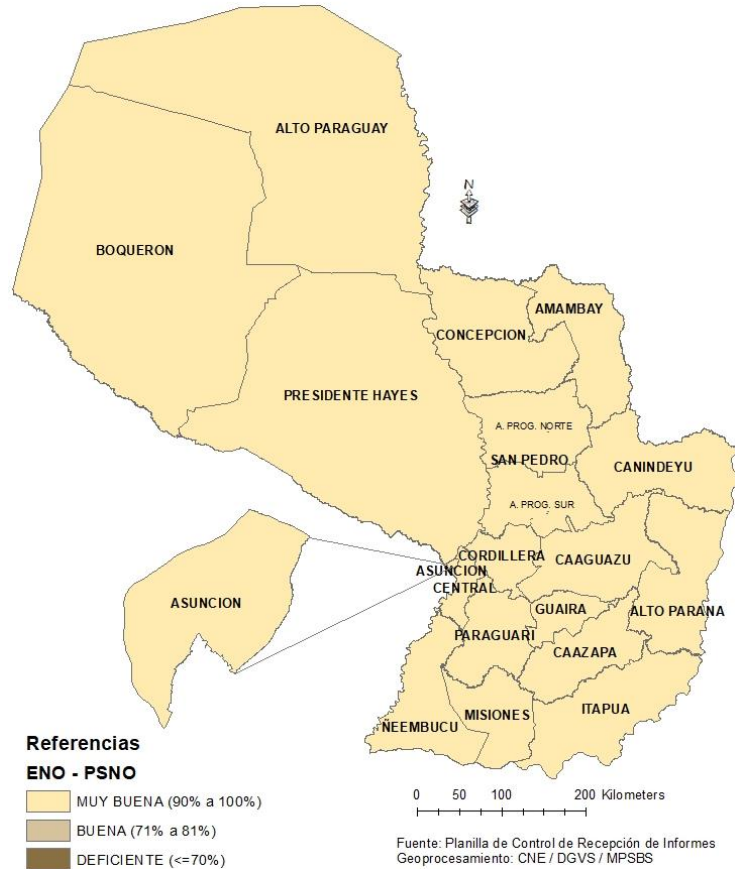 ALTO PARAGUAY
N
BOQUERON
AMAMBAY
CONCEPCION
PRESIDENTE HAYES
A. PROG. NORTE
SAN PEDRO
CANINDEYU
A. PROG. SUR
CORDILLERA
CAAGUAZU
ASUNCION
CENTRAL
ASUNCION
GUAIRA
ALTO PARANA
PARAGUARI
CAAZAPA
ITAPUA
MISIONES
ÑEEMBUCU
Referencias
ENO - PSNO
MUY BUENA (90% a 100%)
BUENA (71% a 81%)
DEFICIENTE (<=70%)
0 50 100 200 Kilometers
Fuente: Planilla de Control de Recepción de Informes
Geoprocesamiento: CNE / DGVS / MPSBS